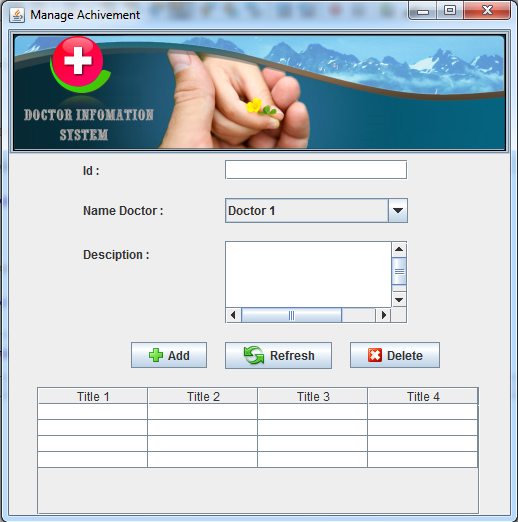 Manage Achivement
DOCTOR INFOMATION
SYSTEM
Id :
Name Doctor :
Doctor 1
Desciption :
Add
Refresh
Delete
Title 1
Title 2
Title 3
Title 4